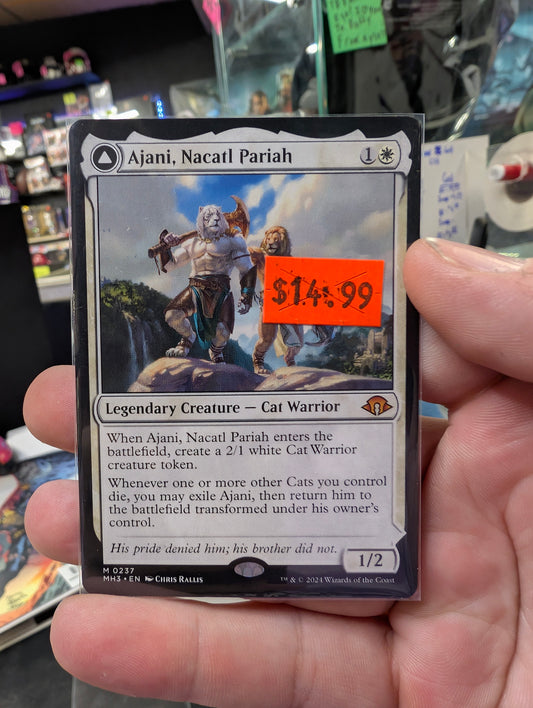 Ajani, Nacatl Pariah
1
$14.99
Legendary Creature — Cat Warrior
When Ajani, Nacatl Pariah enters the
battlefield, create a 2/1 white Cat Warrior
creature token.
Whenever one or more other Cats you control
die, you may exile Ajani, then return him to
the battlefield transformed under his owner's
control.
His pride denied him; his brother did not.
1/2
M 0237
MH3 • EN CHRIS RALLIS
™ & © 2024 Wizards of the Coast